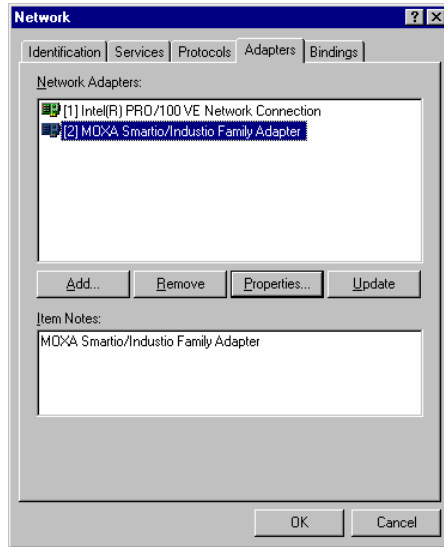 Network
Identification Services Protocols Adapters Bindings
Network Adapters:
[1] Intel(R) PRO/100 VE Network Connection
[2] MOXA Smartio/Industio Family Adapter
Add... Remove Properties... Update
Item Notes:
MOXA Smartio/Industio Family Adapter
OK Cancel